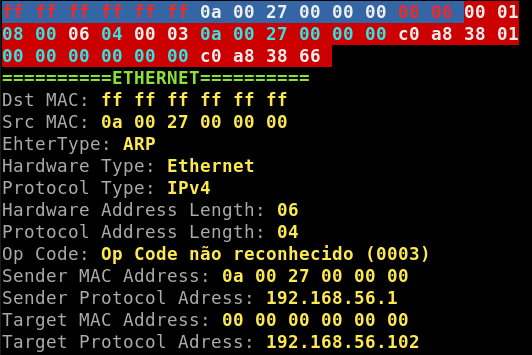 ff ff ff ff ff ff 0a 00 27 00 00 00 08 06 00 01
08 00 06 04 00 03 0a 00 27 00 00 00 c0 a8 38 01
00 00 00 00 00 00 c0 a8 38 66
==========ETHERNET==========
Dst MAC: ff ff ff ff ff ff
Src MAC: 0a 00 27 00 00 00
EhterType: ARP
Hardware Type: Ethernet
Protocol Type: IPv4
Hardware Address Length: 06
Protocol Address Length: 04
Op Code: Op Code não reconhecido (0003)
Sender MAC Address: 0a 00 27 00 00 00
Sender Protocol Adress: 192.168.56.1
Target MAC Address: 00 00 00 00 00 00
Target Protocol Adress: 192.168.56.102